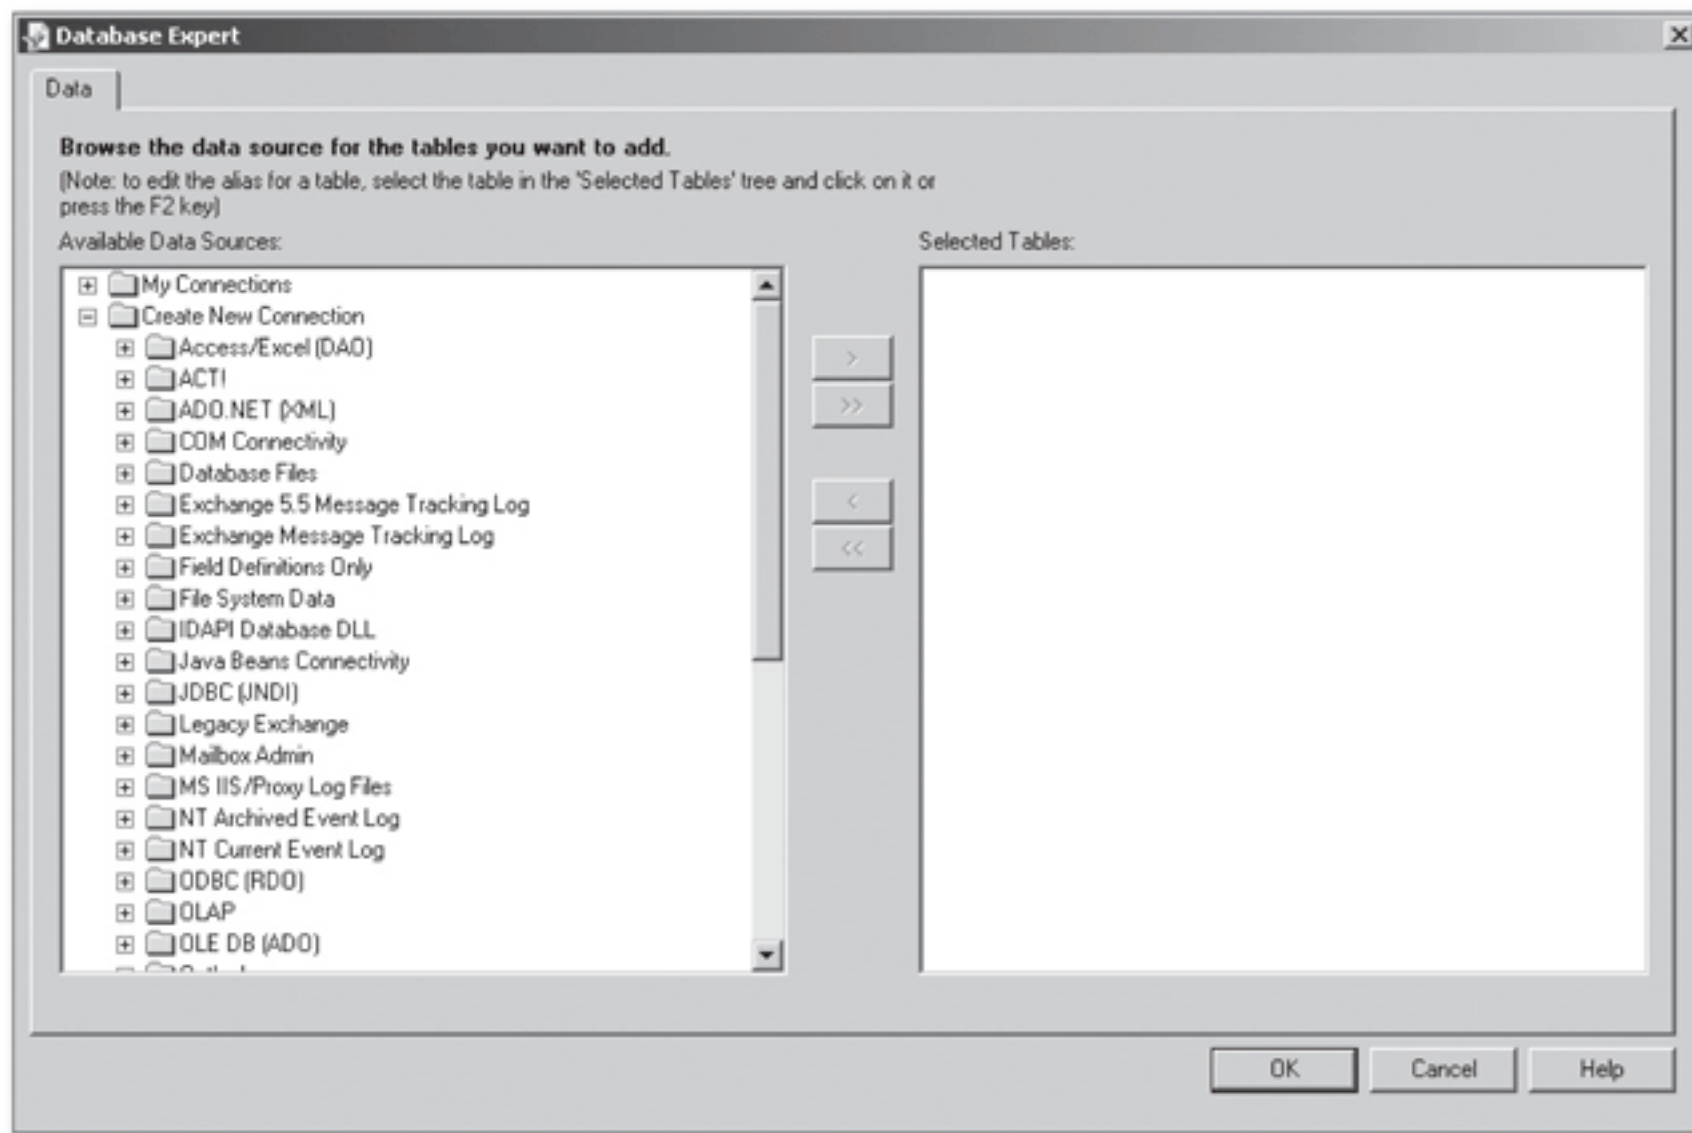 Database Expert
Data
Browse the data source for the tables you want to add.
(Note: to edit the alias for a table, select the table in the 'Selected Tables' tree and click on it or
press the F2 key)
Available Data Sources:
Selected Tables:
My Connections
Create New Connection
Access/Excel (DAO)
ACT!
ADO.NET (XML)
COM Connectivity
Database Files
Exchange 5.5 Message Tracking Log
Exchange Message Tracking Log
Field Definitions Only
File System Data
IDAPI Database DLL
Java Beans Connectivity
JDBC (JNDI)
Legacy Exchange
Mailbox Admin
MS IIS/Proxy Log Files
NT Archived Event Log
NT Current Event Log
ODBC (RDO)
OLAP
OLE DB (ADO)
>
>>
<
<<
OK Cancel Help